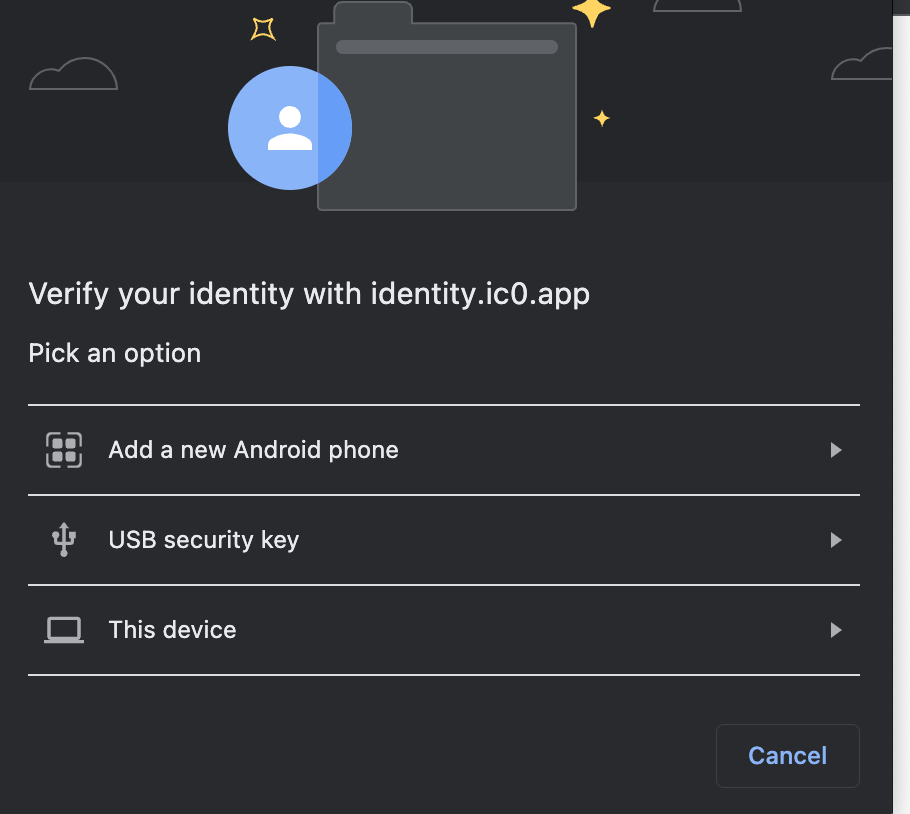 Verify your identity with identity.ic0.app
Pick an option
Add a new Android phone
USB security key
This device
Cancel